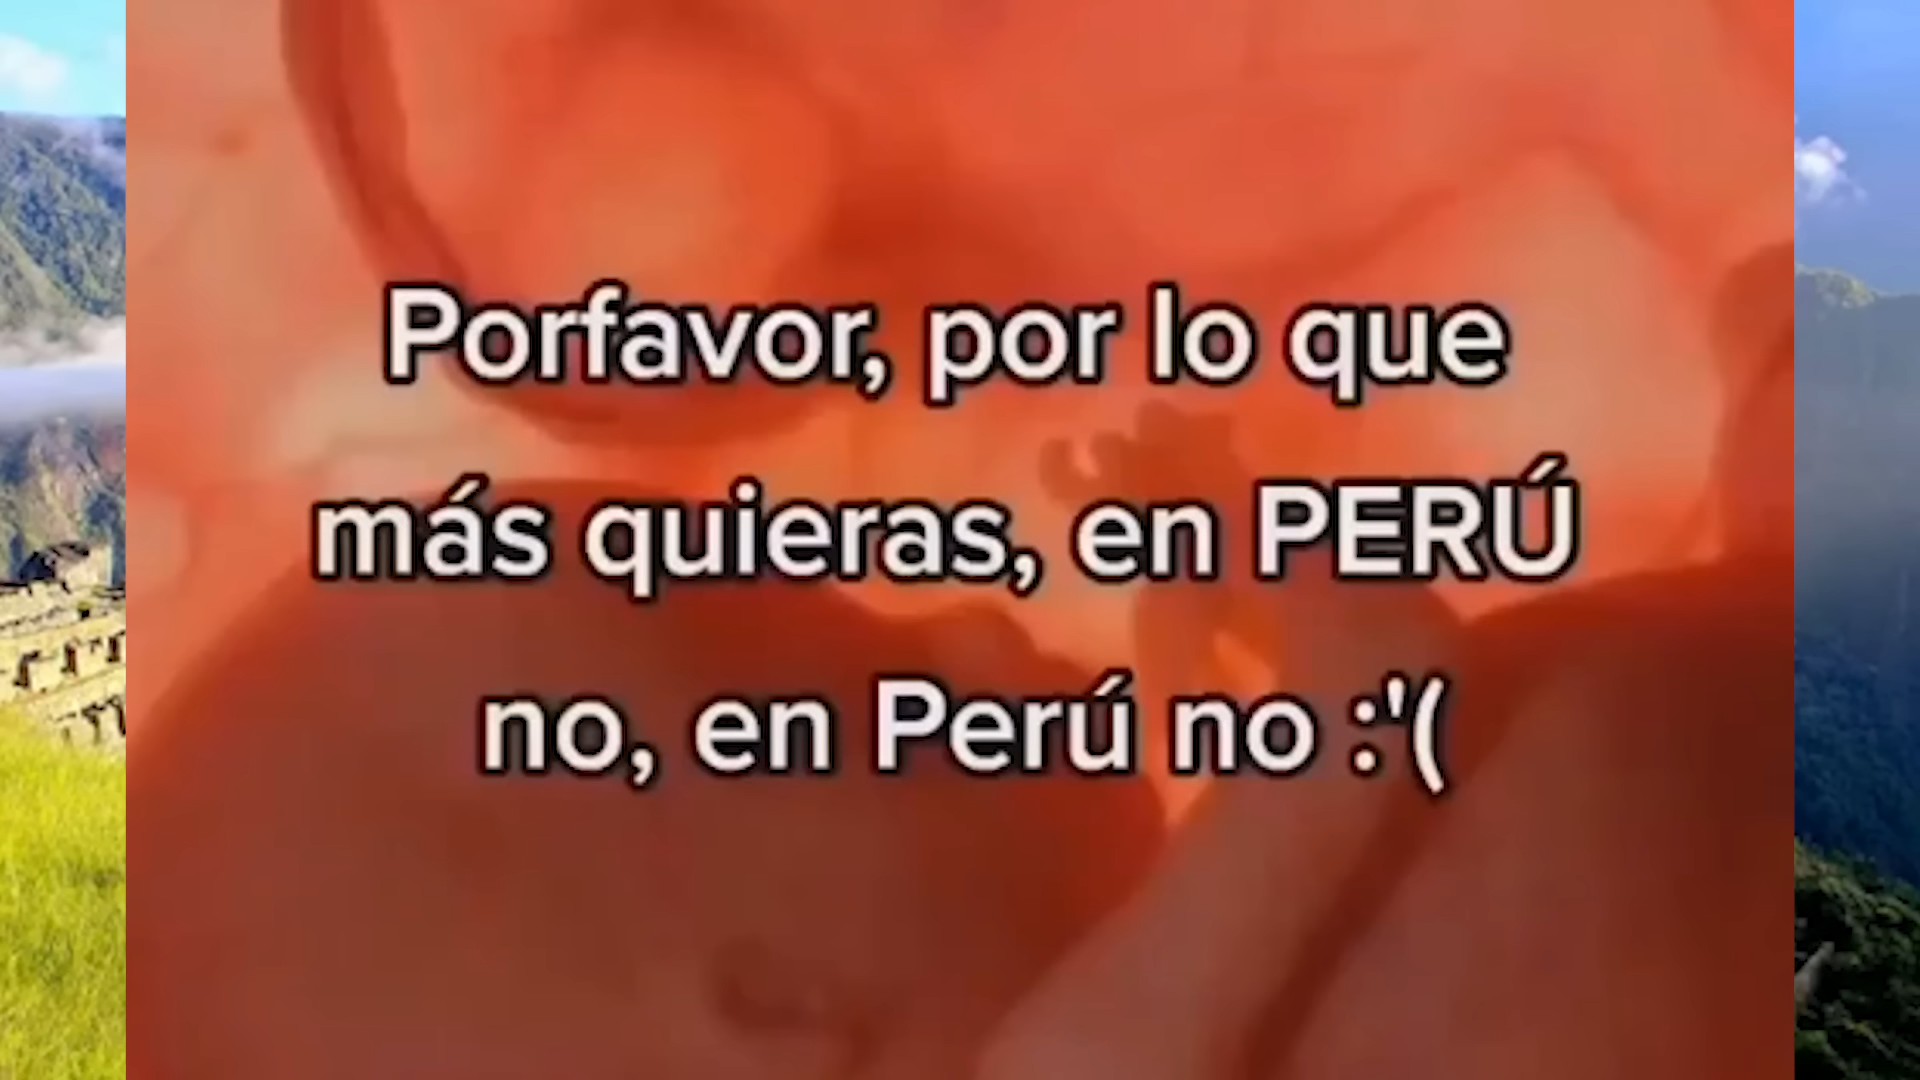 Porfavor, por lo que
más quieras, en PERÚ
no, en Perú no :'(